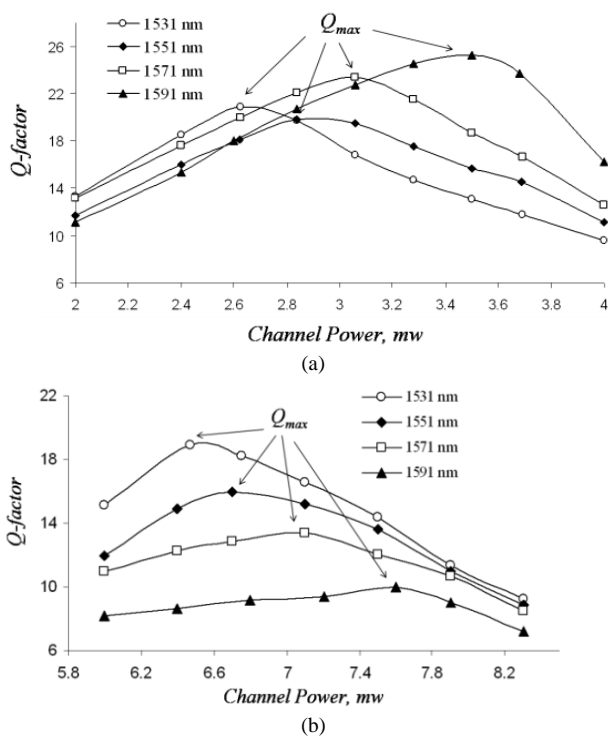 26
22
18
14
10
6
Q-factor
1531 nm
1551 nm
1571 nm
1591 nm
Qmax
2 2.2 2.4 2.6 2.8 3 3.2 3.4 3.6 3.8 4
Channel Power, mw
(a)
22
18
14
10
6
Q-factor
Qmax
1531 nm
1551 nm
1571 nm
1591 nm
5.8 6.2 6.6 7 7.4 7.8 8.2
Channel Power, mw
(b)